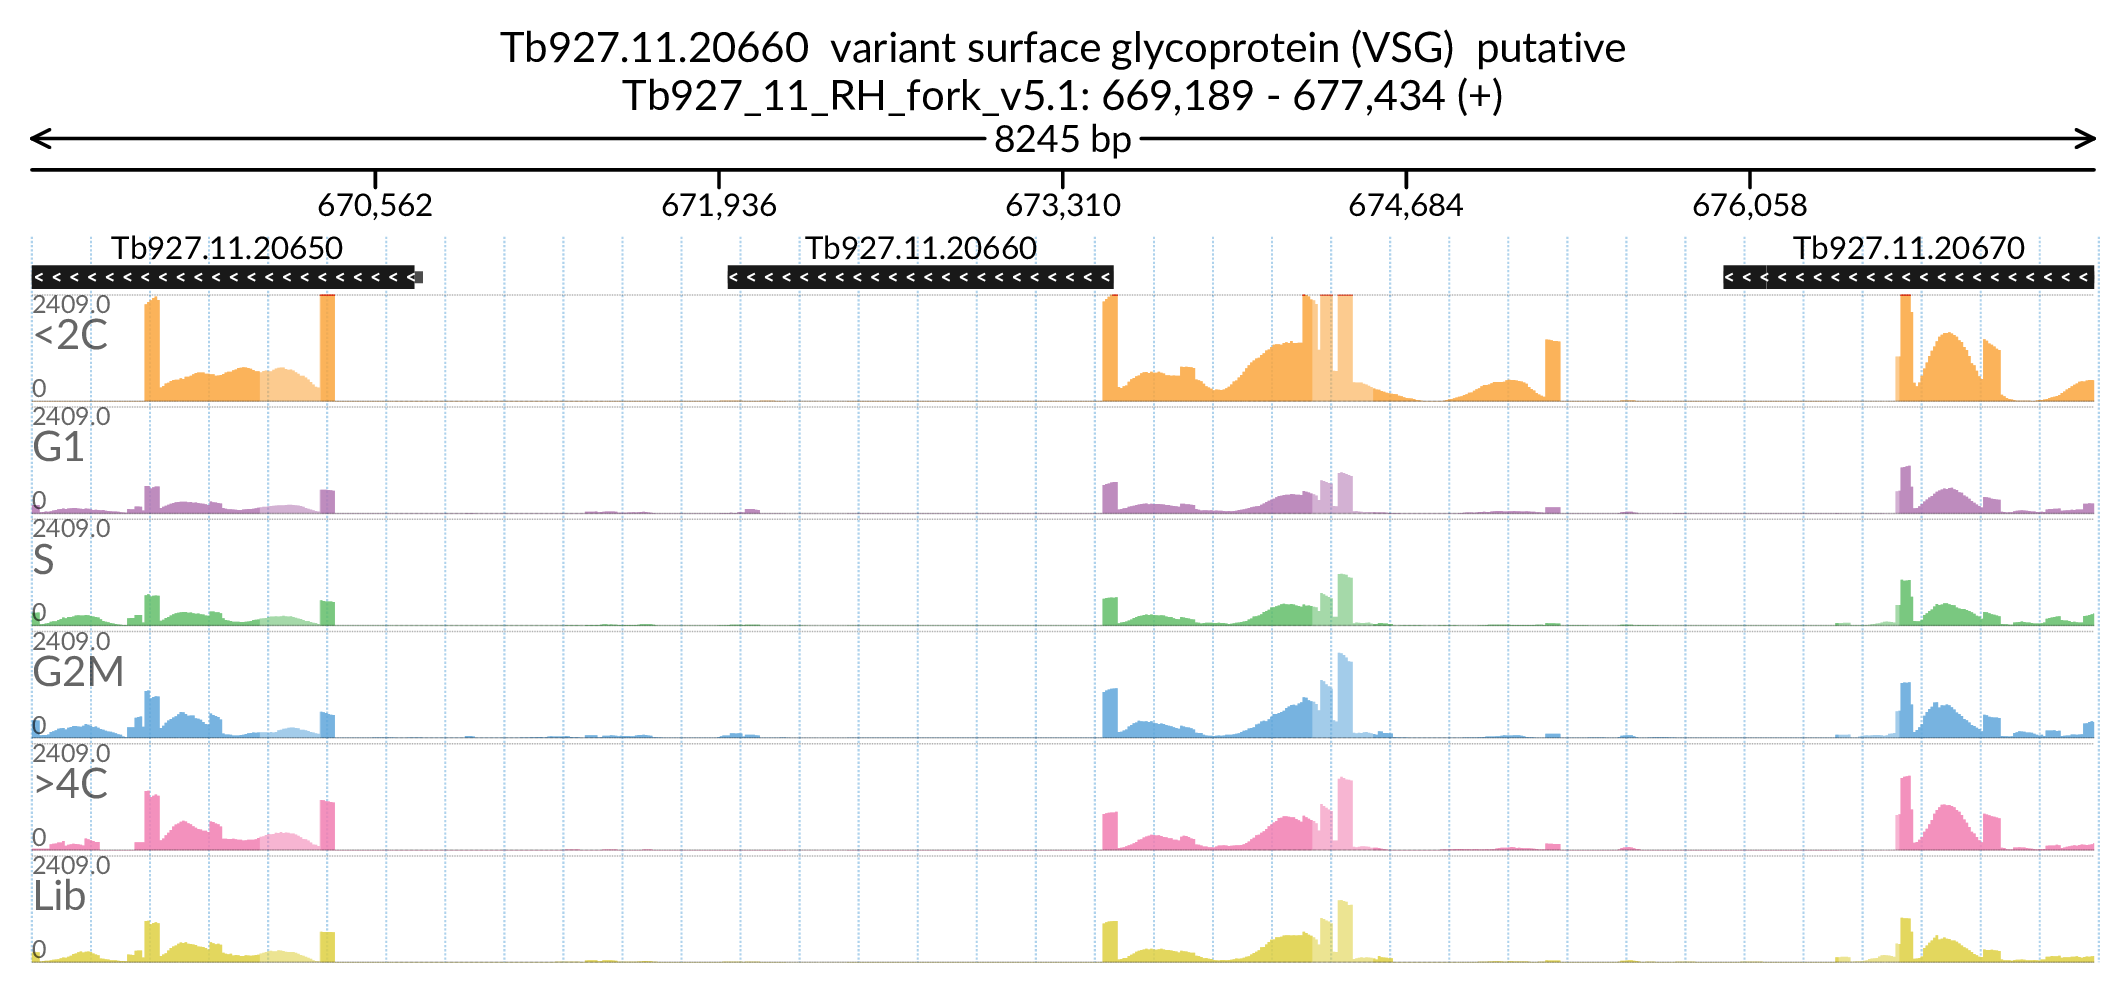 Tb927.11.20660 variant surface glycoprotein (VSG) putative
Tb927_11_RH_fork_v5.1: 669,189 - 677,434 (+)
8245 bp
670,562 671,936 673,310 674,684 676,058
Tb927.11.20650 Tb927.11.20660 Tb927.11.20670
2409.0
<2C
0
2409.0
G1
0
2409.0
S
0
2409.0
G2M
0
2409.0
>4C
0
2409.0
Lib
0